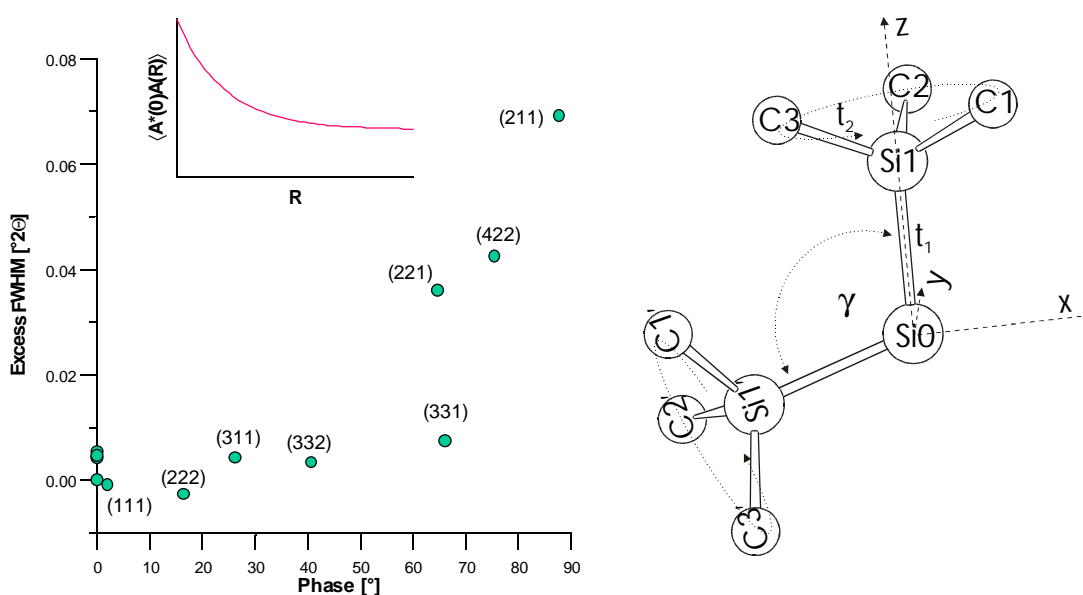 ⟨A*(0)A(R)⟩
R
Excess FWHM [°2Θ]
0.08
0.06
0.04
0.02
0.00
(211)
(422)
(221)
(331)
(311)
(332)
(222)
(111)
0 10 20 30 40 50 60 70 80 90
Phase [°]
z
C2
C3
C1
t₂
Si1
t₁
y
γ
Si0
x
C1'
Si1'
C2'
C3'